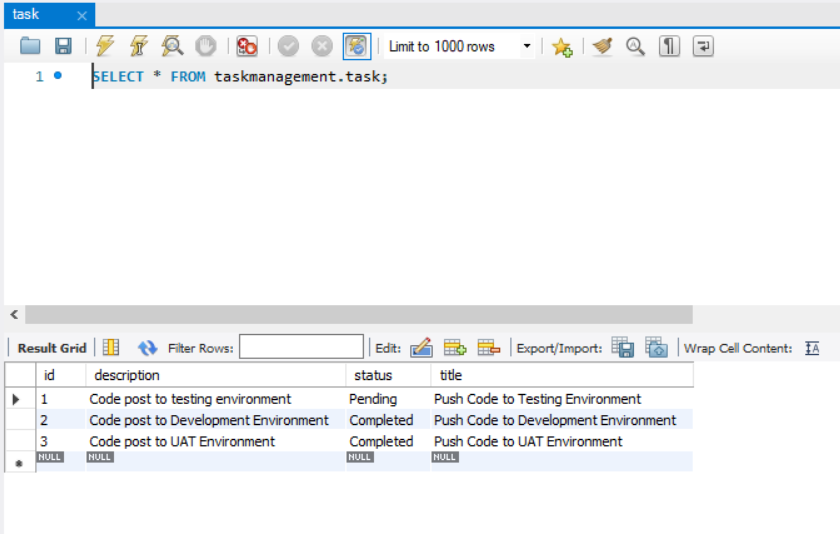 task
Limit to 1000 rows
1 SELECT * FROM taskmanagement.task;
Result Grid Filter Rows: Edit: Export/Import: Wrap Cell Content: IA
id description status title
1 Code post to testing environment Pending Push Code to Testing Environment
2 Code post to Development Environment Completed Push Code to Development Environment
3 Code post to UAT Environment Completed Push Code to UAT Environment
NULL NULL NULL NULL